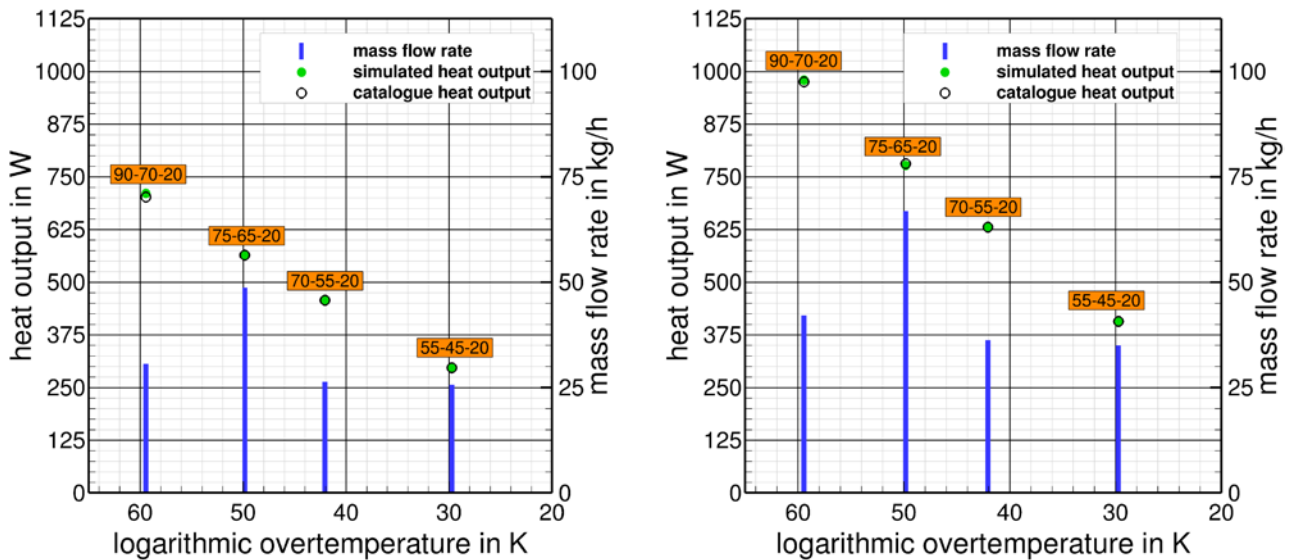 1125
1000
875
750
625
500
375
250
125
0
heat output in W
mass flow rate
simulated heat output
catalogue heat output
90-70-20
75-65-20
70-55-20
55-45-20
100
75
50
25
0
mass flow rate in kg/h
60 50 40 30 20
logarithmic overtemperature in K
1125
1000
875
750
625
500
375
250
125
0
heat output in W
mass flow rate
simulated heat output
catalogue heat output
90-70-20
75-65-20
70-55-20
55-45-20
100
75
50
25
0
mass flow rate in kg/h
60 50 40 30 20
logarithmic overtemperature in K